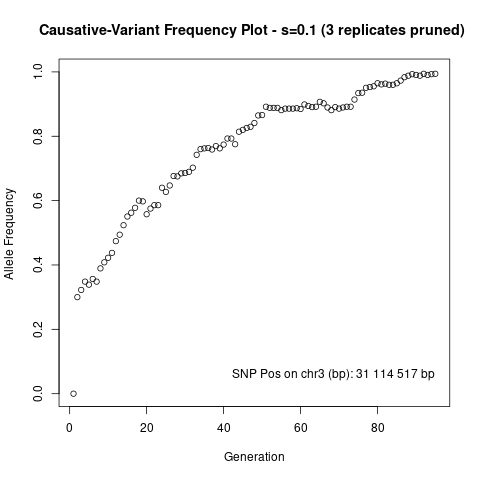 Causative-Variant Frequency Plot - s=0.1 (3 replicates pruned)
Allele Frequency
1.0
0.8
0.6
0.4
0.2
0.0
SNP Pos on chr3 (bp): 31 114 517 bp
0 20 40 60 80
Generation